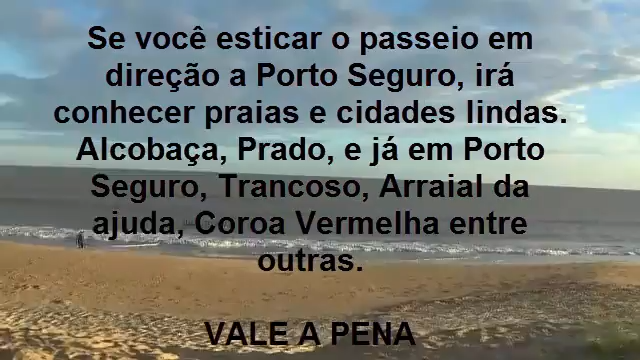 Se você esticar o passeio em
direção a Porto Seguro, irá
conhecer praias e cidades lindas.
Alcobaça, Prado, e já em Porto
Seguro, Trancoso, Arraial da
ajuda, Coroa Vermelha entre
outras.
VALE A PENA